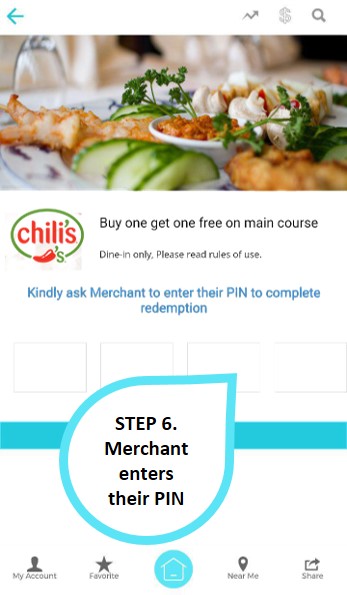 chili's
's
Buy one get one free on main course
Dine-in only, Please read rules of use.
Kindly ask Merchant to enter their PIN to complete
redemption
STEP 6.
Merchant
enters
their PIN
My Account
Favorite
Near Me
Share